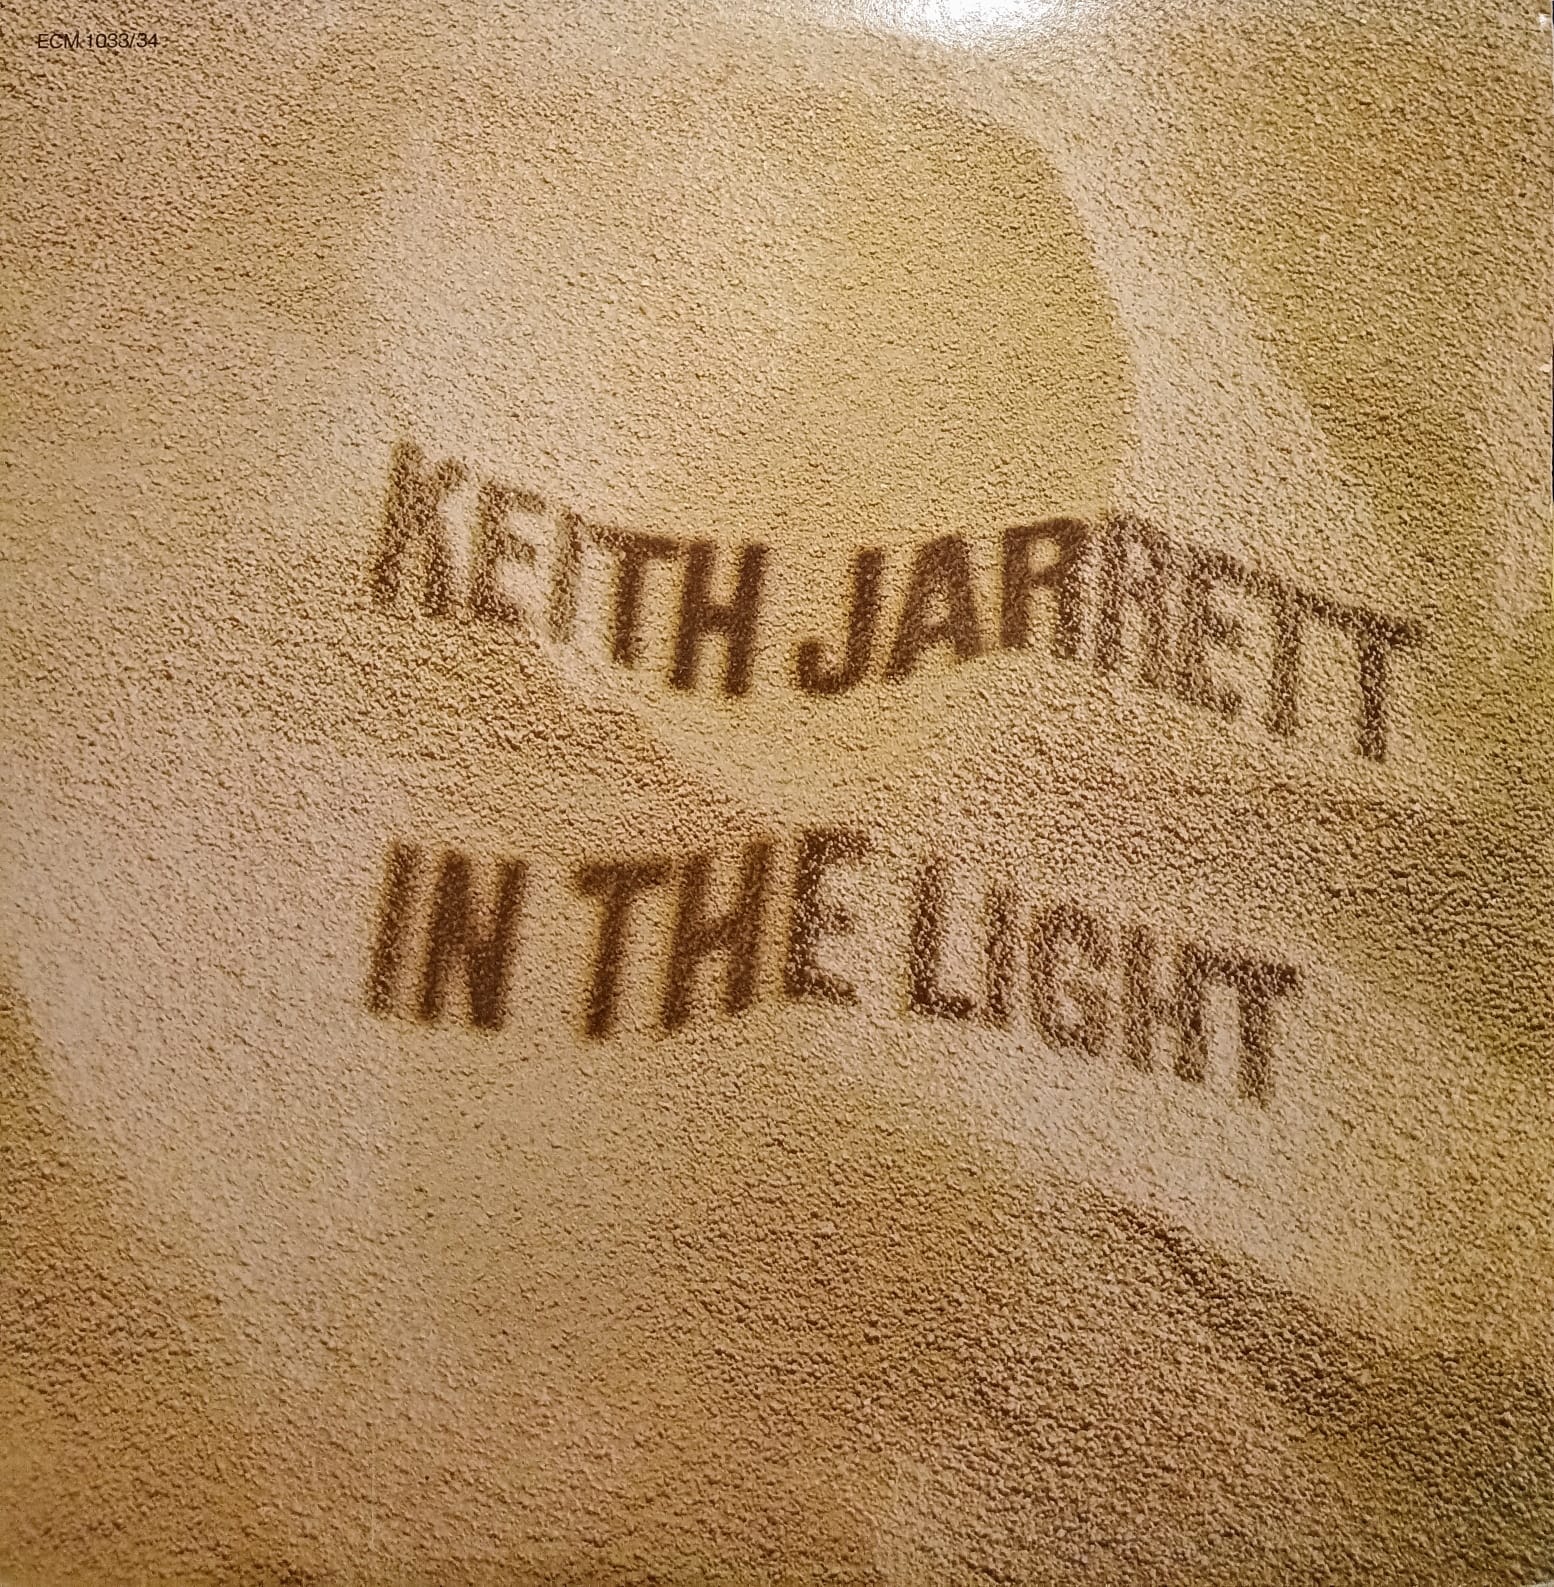 ECM 1033/34
KEITH JARRETT
IN THE LIGHT